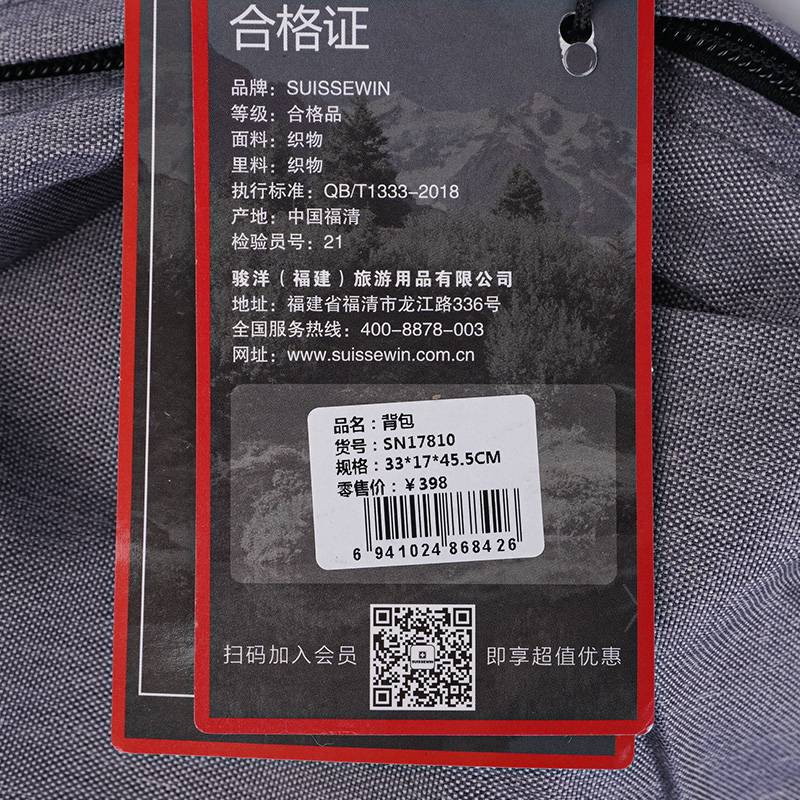 合格证
品牌：SUISSEWIN
等级：合格品
面料：织物
里料：织物
执行标准：QB/T1333-2018
产地：中国福清
检验员号：21
骏洋（福建）旅游用品有限公司
地址：福建省福清市龙江路336号
全国服务热线：400-8878-003
网址：www.suissewin.com.cn
品名：背包
货号：SN17810
规格：33*17*45.5CM
零售价：￥398
6 941024 868426
扫码加入会员 SUISSEWIN 即享超值优惠